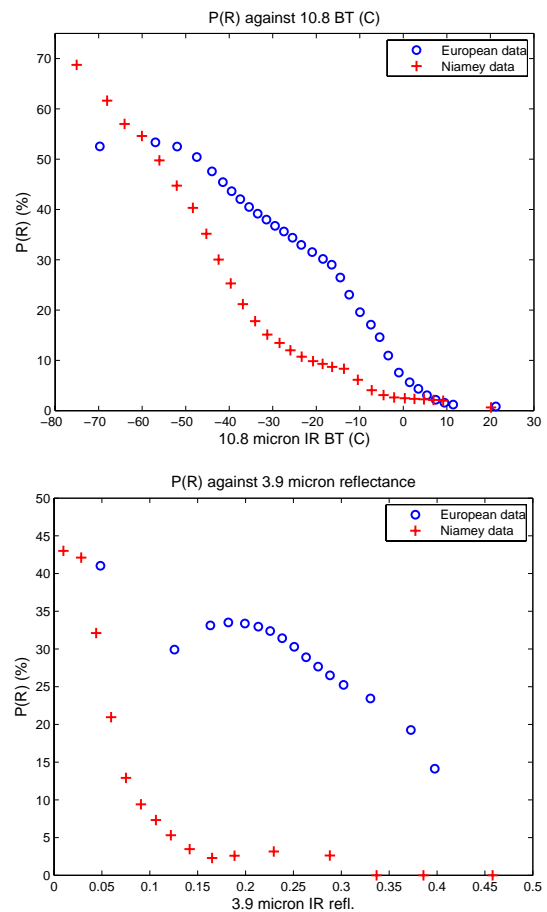 P(R) against 10.8 BT (C)
European data
Niamey data
P(R) (%)
70
60
50
40
30
20
10
0
−80 −70 −60 −50 −40 −30 −20 −10 0 10 20 30
10.8 micron IR BT (C)
P(R) against 3.9 micron reflectance
European data
Niamey data
P(R) (%)
50
45
40
35
30
25
20
15
10
5
0
0 0.05 0.1 0.15 0.2 0.25 0.3 0.35 0.4 0.45 0.5
3.9 micron IR refl.